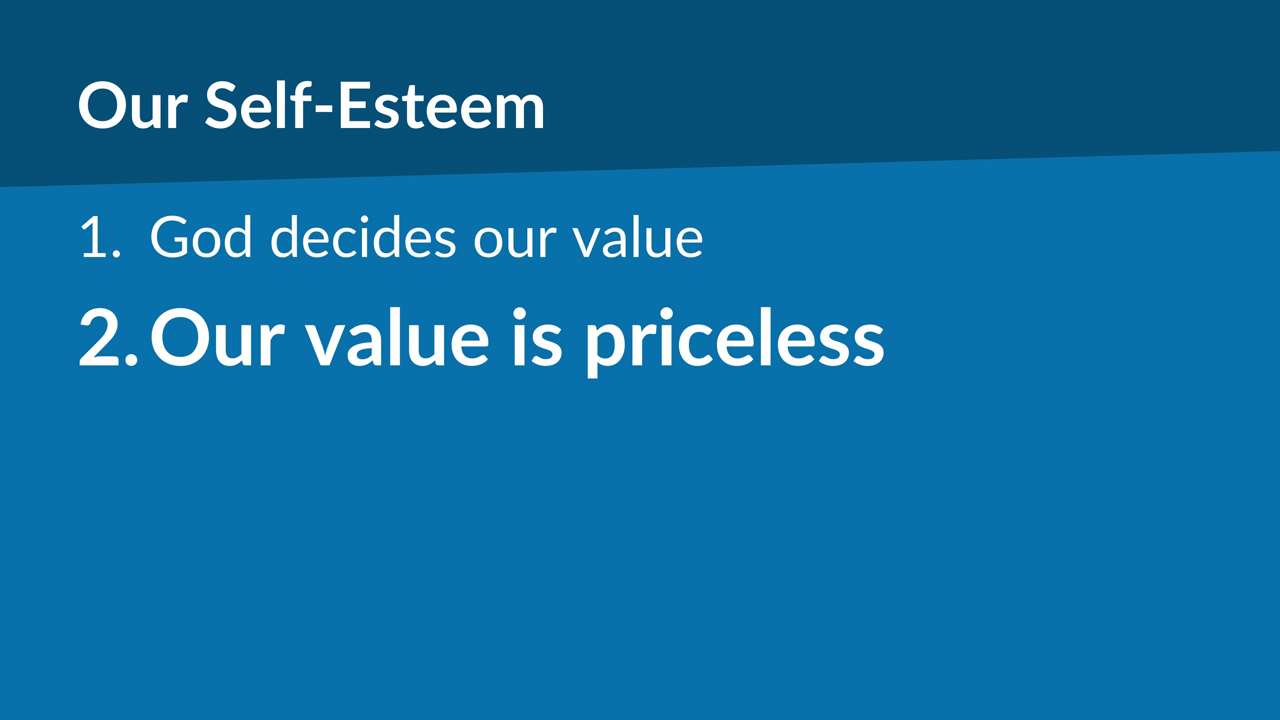 Our Self-Esteem
1. God decides our value
2. Our value is priceless